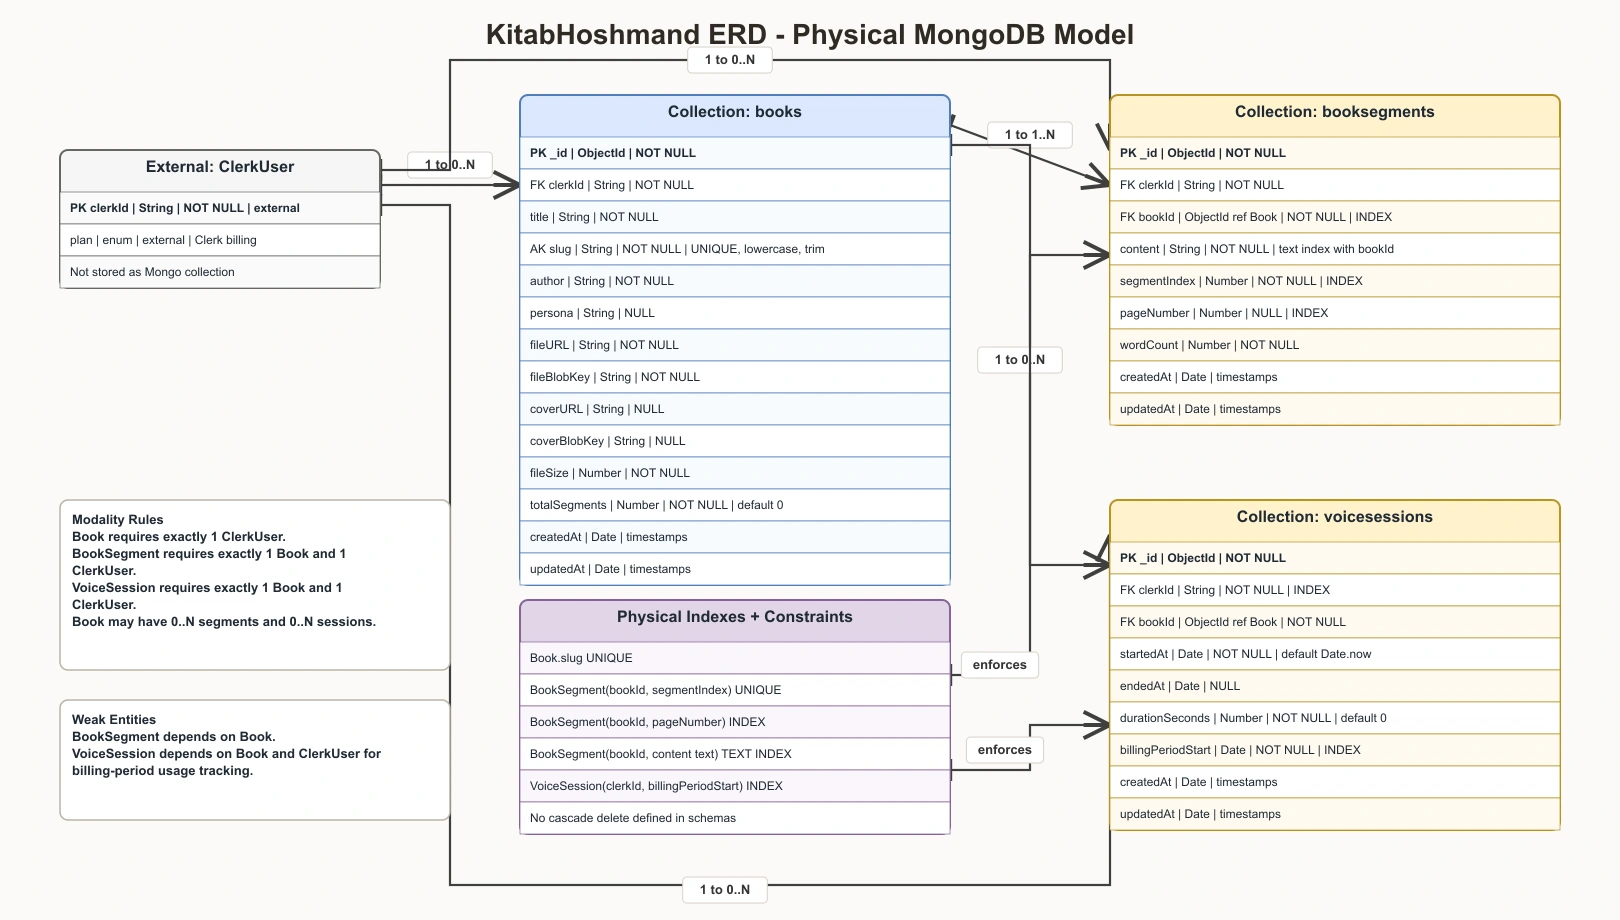 KitabHoshmand ERD - Physical MongoDB Model
1 to 0..N
External: ClerkUser
PK clerkId | String | NOT NULL | external
plan | enum | external | Clerk billing
Not stored as Mongo collection
1 to 0..N
Collection: books
PK _id | ObjectId | NOT NULL
FK clerkId | String | NOT NULL
title | String | NOT NULL
AK slug | String | NOT NULL | UNIQUE, lowercase, trim
author | String | NOT NULL
persona | String | NULL
fileURL | String | NOT NULL
fileBlobKey | String | NOT NULL
coverURL | String | NULL
coverBlobKey | String | NULL
fileSize | Number | NOT NULL
totalSegments | Number | NOT NULL | default 0
createdAt | Date | timestamps
updatedAt | Date | timestamps
1 to 1..N
1 to 0..N
Collection: booksegments
PK _id | ObjectId | NOT NULL
FK clerkId | String | NOT NULL
FK bookId | ObjectId ref Book | NOT NULL | INDEX
content | String | NOT NULL | text index with bookId
segmentIndex | Number | NOT NULL | INDEX
pageNumber | Number | NULL | INDEX
wordCount | Number | NOT NULL
createdAt | Date | timestamps
updatedAt | Date | timestamps
Modality Rules
Book requires exactly 1 ClerkUser.
BookSegment requires exactly 1 Book and 1
ClerkUser.
VoiceSession requires exactly 1 Book and 1
ClerkUser.
Book may have 0..N segments and 0..N sessions.
Weak Entities
BookSegment depends on Book.
VoiceSession depends on Book and ClerkUser for
billing-period usage tracking.
Physical Indexes + Constraints
Book.slug UNIQUE
BookSegment(bookId, segmentIndex) UNIQUE
BookSegment(bookId, pageNumber) INDEX
BookSegment(bookId, content text) TEXT INDEX
VoiceSession(clerkId, billingPeriodStart) INDEX
No cascade delete defined in schemas
enforces
enforces
Collection: voicesessions
PK _id | ObjectId | NOT NULL
FK clerkId | String | NOT NULL | INDEX
FK bookId | ObjectId ref Book | NOT NULL
startedAt | Date | NOT NULL | default Date.now
endedAt | Date | NULL
durationSeconds | Number | NOT NULL | default 0
billingPeriodStart | Date | NOT NULL | INDEX
createdAt | Date | timestamps
updatedAt | Date | timestamps
1 to 0..N